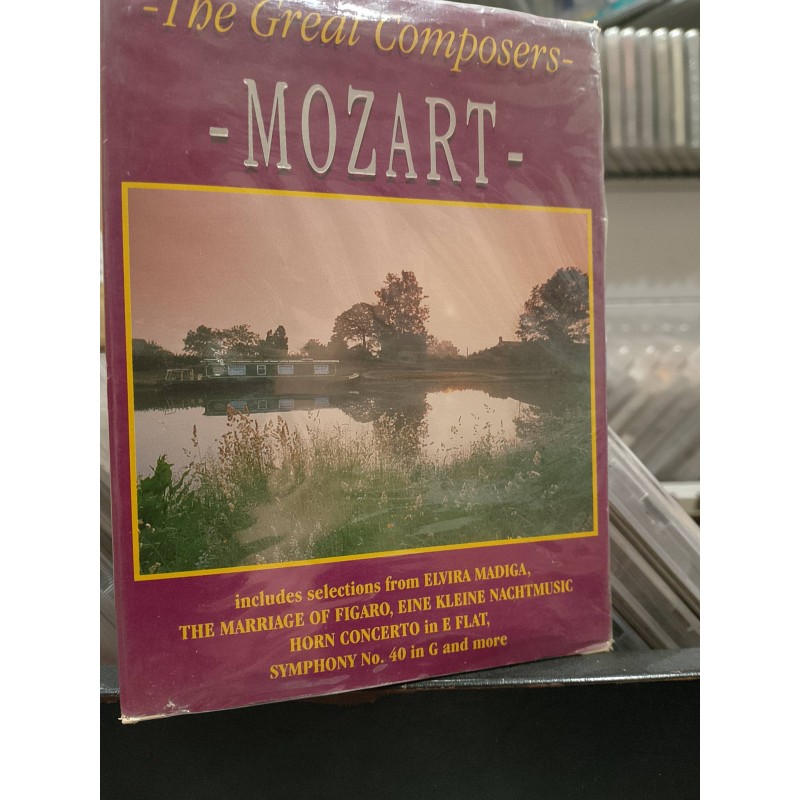 -The Great Composers-
-MOZART-
includes selections from ELVIRA MADIGA,
THE MARRIAGE OF FIGARO, EINE KLEINE NACHTMUSIC
HORN CONCERTO in E FLAT,
SYMPHONY No. 40 in G and more